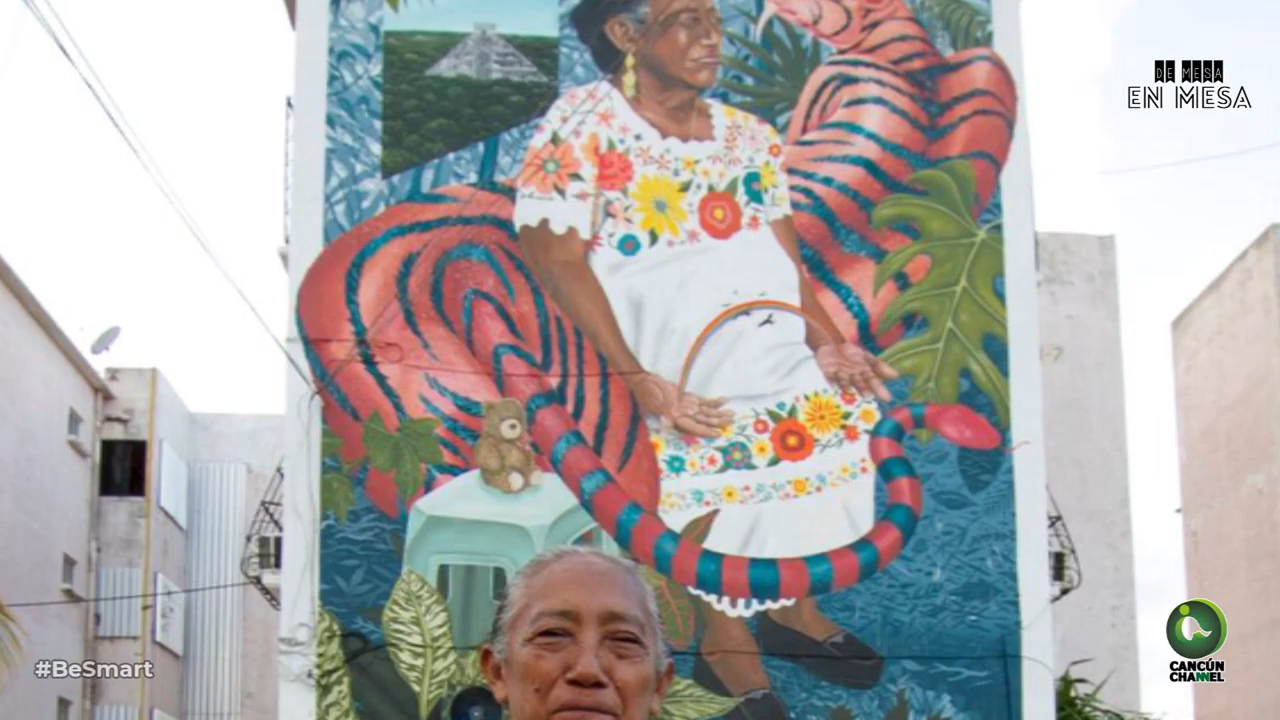 DE MESA
EN MESA
#BeSmart
CANCÚN
CHANNEL